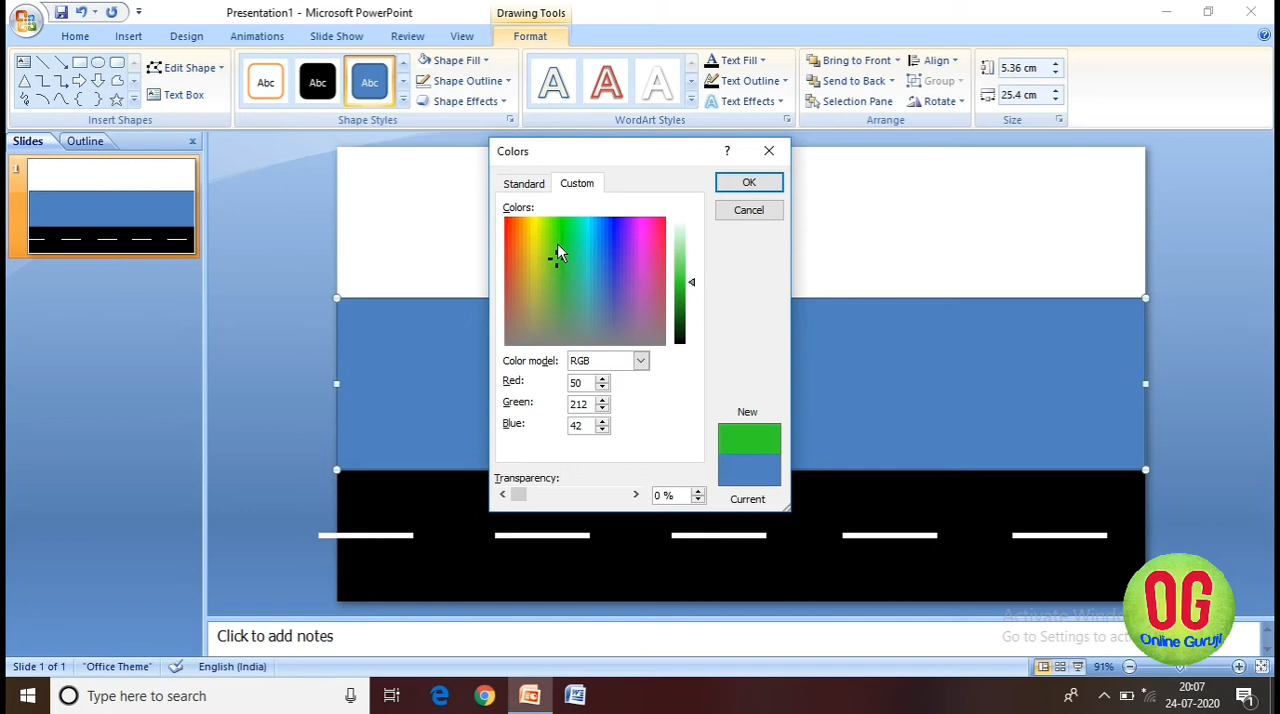 Presentation1 - Microsoft PowerPoint
Drawing Tools
Home Insert Design Animations Slide Show Review View Format
Abc Abc Abc
Edit Shape
Text Box
Insert Shapes
Shape Fill
Shape Outline
Shape Effects
Shape Styles
A A A
Text Fill
Text Outline
Text Effects
WordArt Styles
Bring to Front
Send to Back
Selection Pane
Align
Group
Rotate
Arrange
5.36 cm
25.4 cm
Size
Slides Outline
1
Colors
Standard Custom
OK
Cancel
Colors:
Color model: RGB
Red: 50
Green: 212
Blue: 42
Transparency:
0 %
New
Current
Activate Wind
Go to Settings to act
OG
Online Guruji
Click to add notes
Slide 1 of 1 "Office Theme" English (India) 91%
Type here to search
20:07
24-07-2020
1